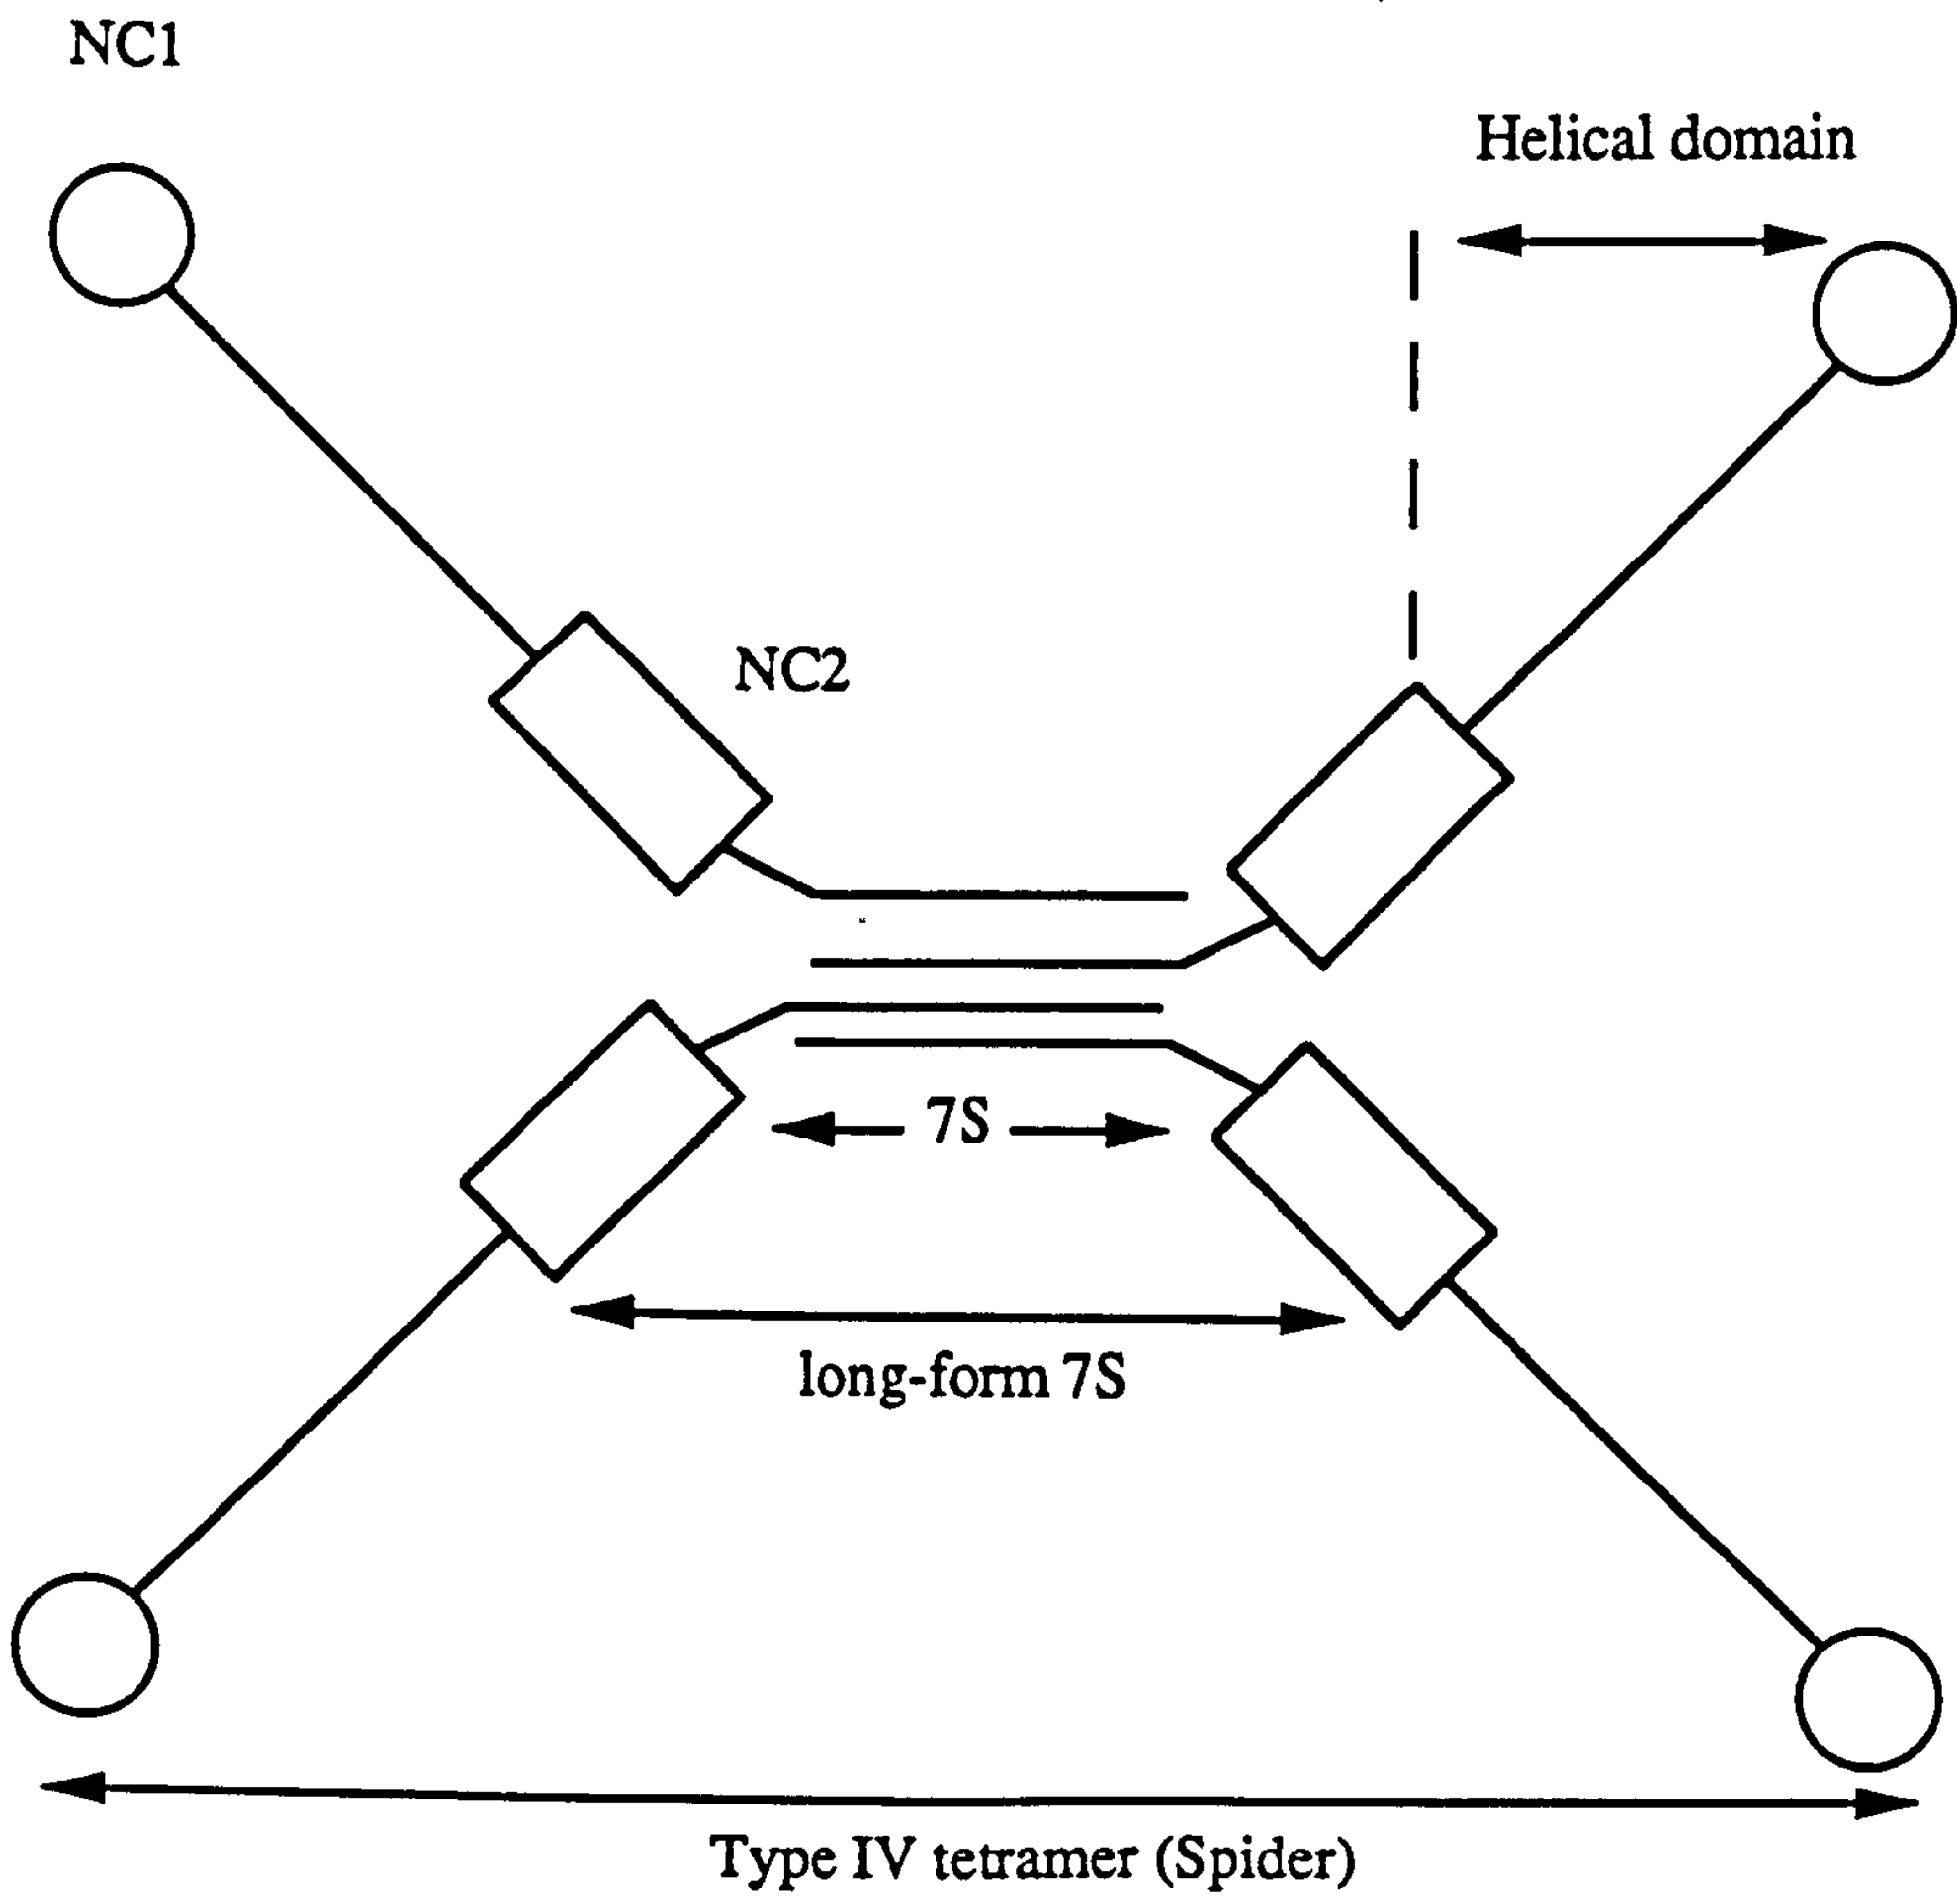 NC1
Helical domain
NC2
7S
long-form 7S
Type IV tetramer (Spider)